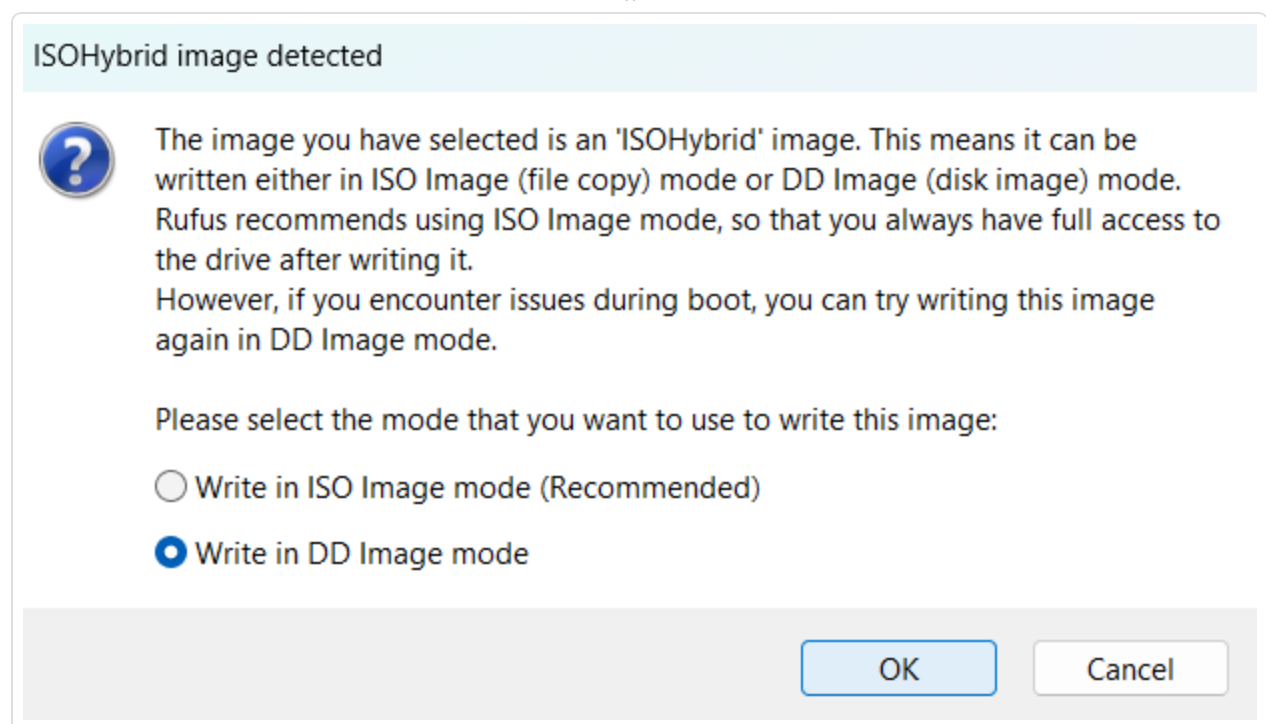 ISOHybrid image detected
The image you have selected is an 'ISOHybrid' image. This means it can be
written either in ISO Image (file copy) mode or DD Image (disk image) mode.
Rufus recommends using ISO Image mode, so that you always have full access to
the drive after writing it.
However, if you encounter issues during boot, you can try writing this image
again in DD Image mode.
Please select the mode that you want to use to write this image:
Write in ISO Image mode (Recommended)
Write in DD Image mode
OK
Cancel